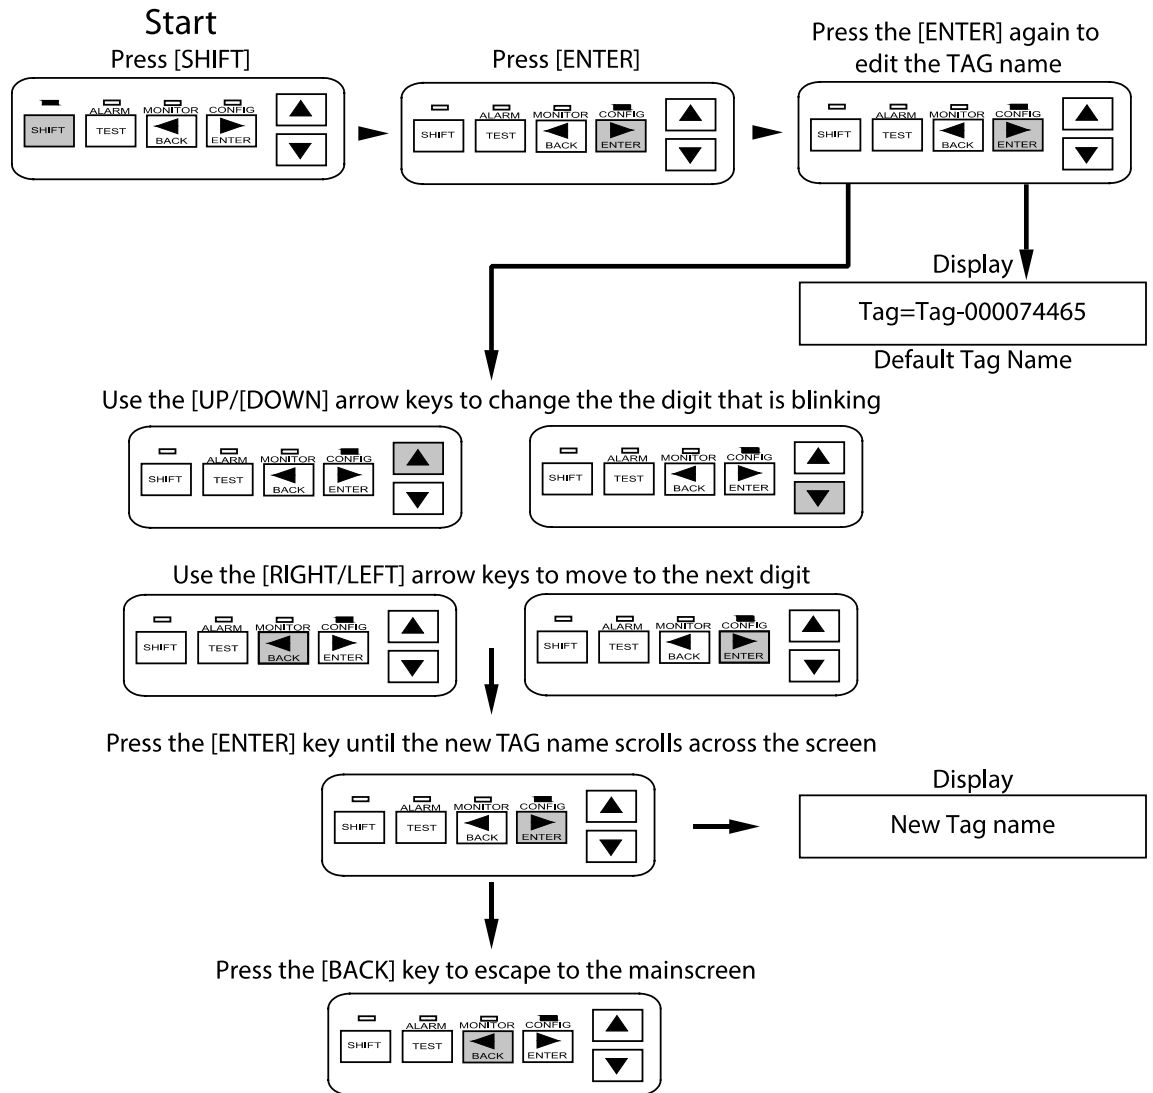 Start
Press [SHIFT]
Press [ENTER]
Press the [ENTER] again to
edit the TAG name
ALARM MONITOR CONFIG
SHIFT TEST BACK ENTER
ALARM MONITOR CONFIG
SHIFT TEST BACK ENTER
ALARM MONITOR CONFIG
SHIFT TEST BACK ENTER
Display
Tag=Tag-000074465
Default Tag Name
Use the [UP/[DOWN] arrow keys to change the the digit that is blinking
ALARM MONITOR CONFIG
SHIFT TEST BACK ENTER
ALARM MONITOR CONFIG
SHIFT TEST BACK ENTER
Use the [RIGHT/LEFT] arrow keys to move to the next digit
ALARM MONITOR CONFIG
SHIFT TEST BACK ENTER
ALARM MONITOR CONFIG
SHIFT TEST BACK ENTER
Press the [ENTER] key until the new TAG name scrolls across the screen
ALARM MONITOR CONFIG
SHIFT TEST BACK ENTER
Display
New Tag name
Press the [BACK] key to escape to the mainscreen
ALARM MONITOR CONFIG
SHIFT TEST BACK ENTER